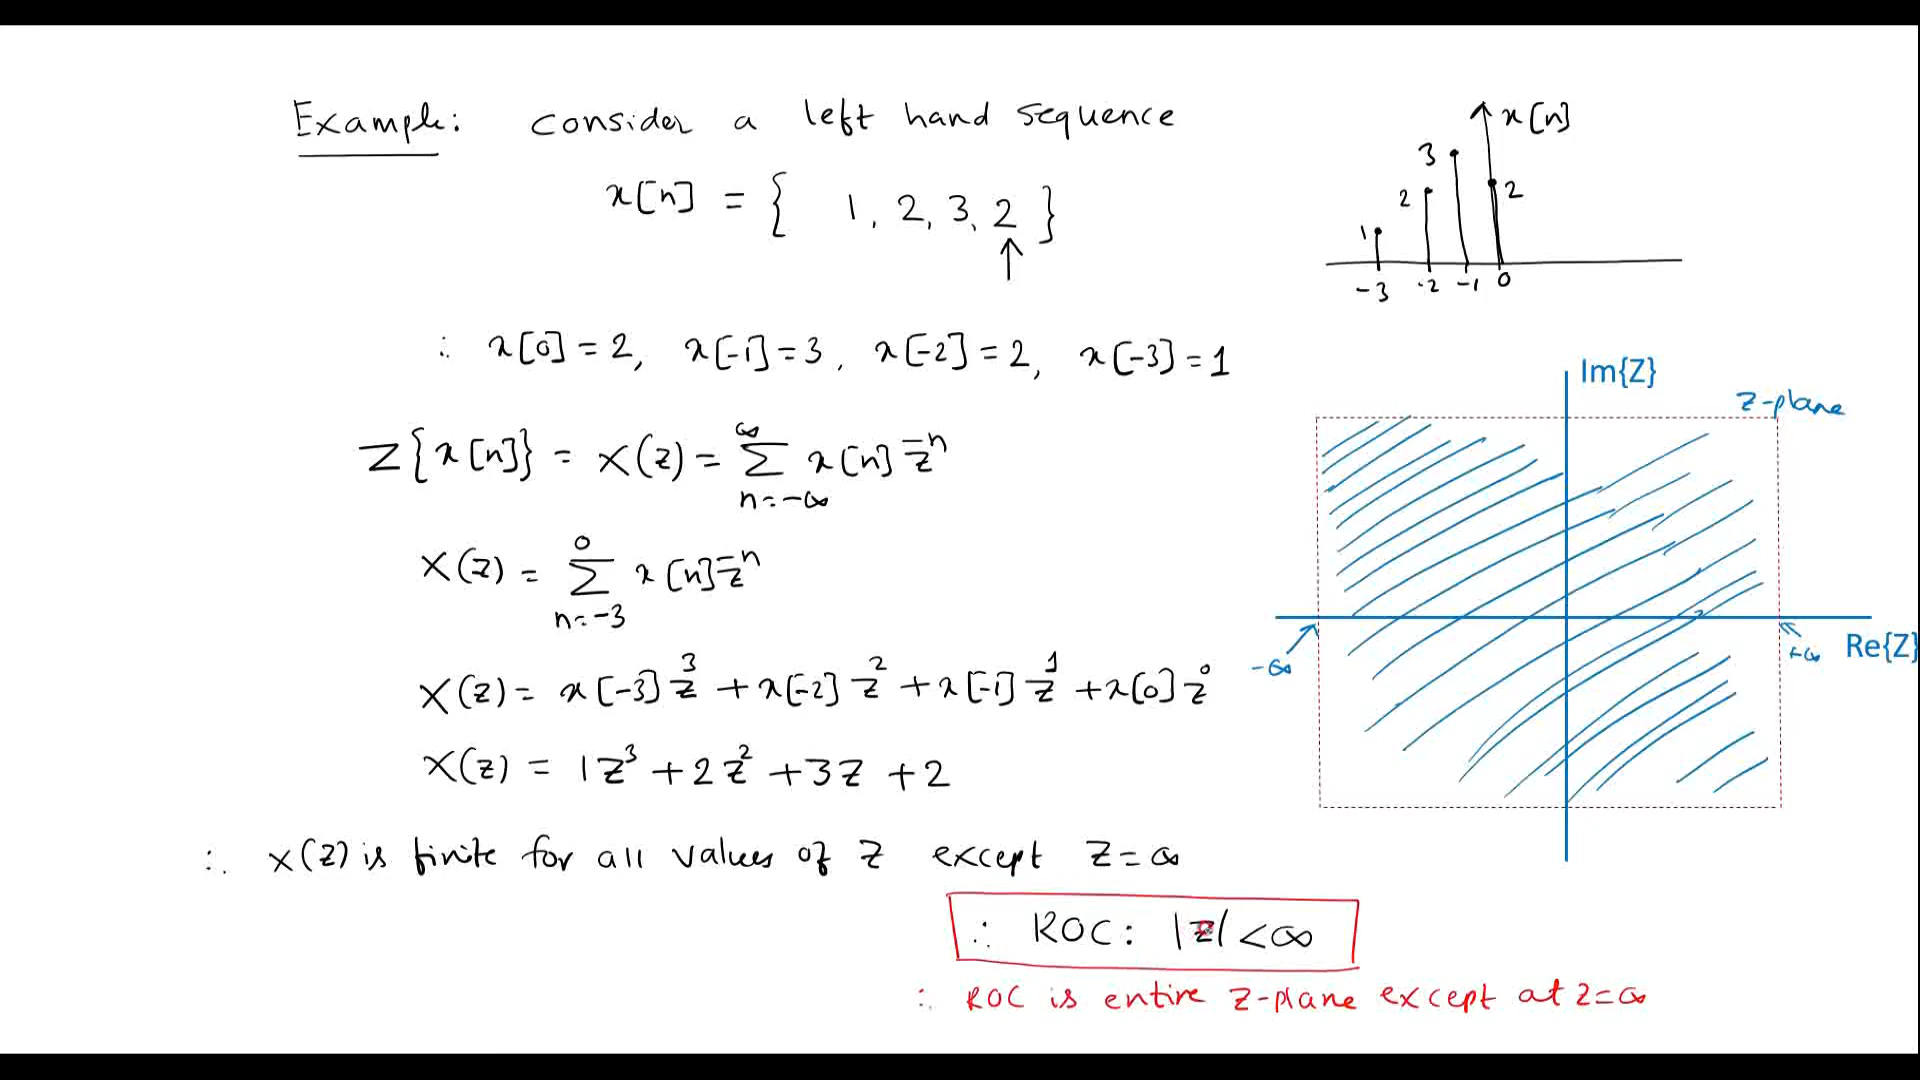 Example: consider a left hand sequence
x[n] = { 1, 2, 3, 2 }
↑
x[n]
3
2
2
1
-3 -2 -1 0
∴ x[0] = 2, x[-1] = 3, x[-2] = 2, x[-3] = 1
Im{Z}
z-plane
Z{x[n]} = X(z) = ∑_{n=-∞}^{∞} x[n] z^{-n}
X(z) = ∑_{n=-3}^{0} x[n] z^{-n}
-∞
+∞
Re{Z}
X(z) = x[-3] z^3 + x[-2] z^2 + x[-1] z^1 + x[0] z^0
X(z) = 1z^3 + 2z^2 + 3z + 2
∴ X(z) is finite for all values of z except z = ∞
∴ ROC: |z| < ∞
∴ ROC is entire z-plane except at z=∞